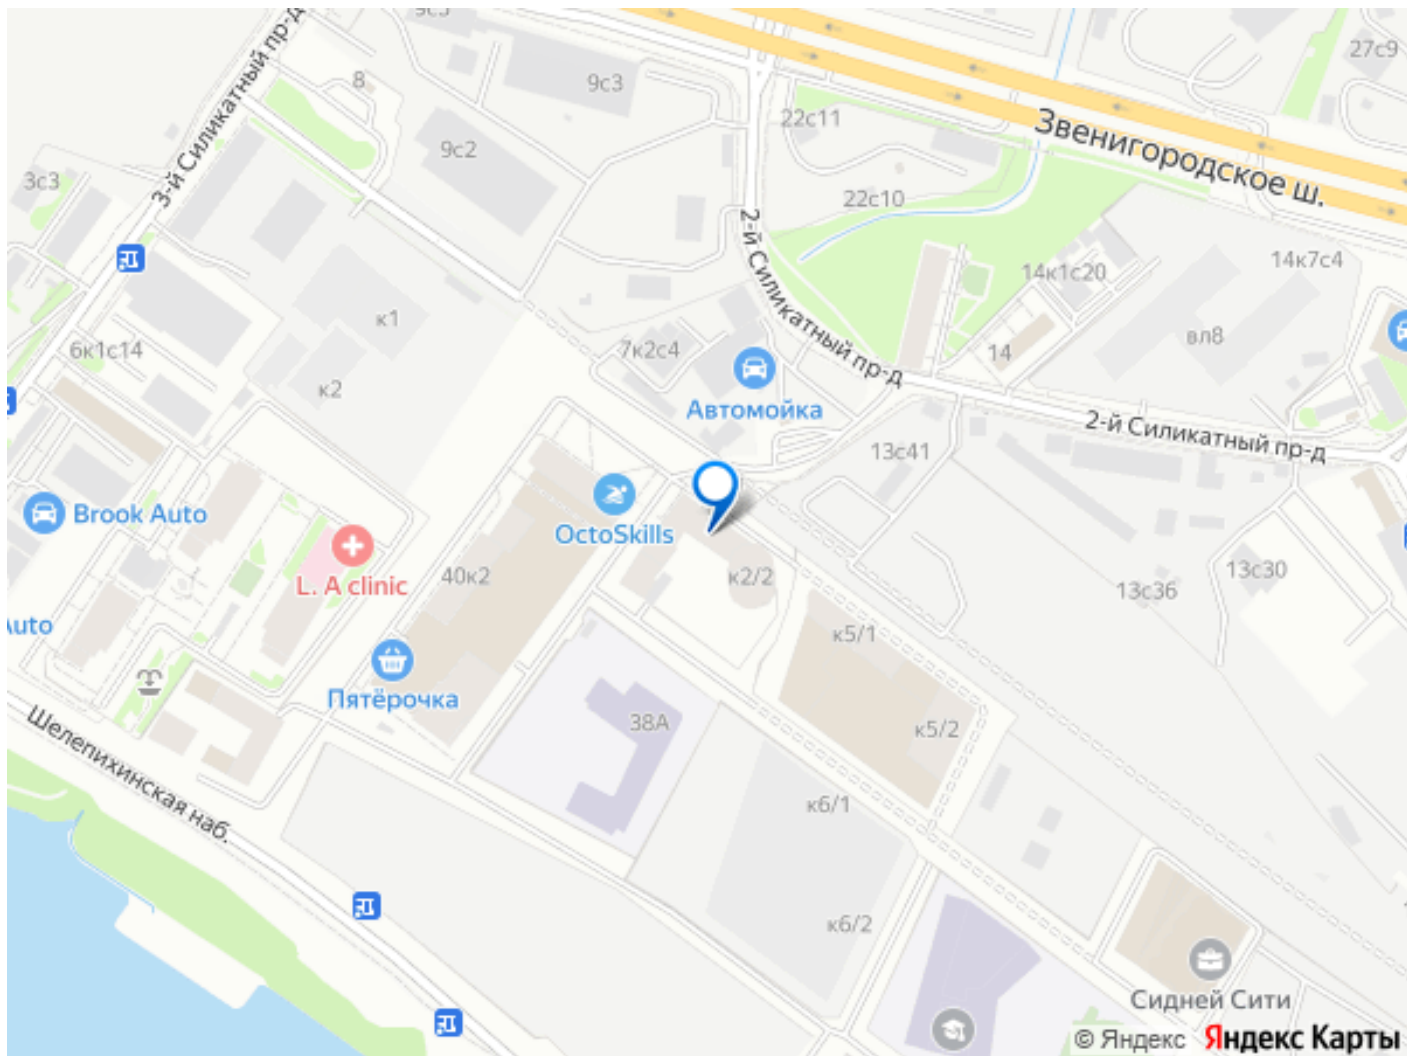 27с9
9с3
8
22с11
Звенигородское ш.
9с2
3-й Силикатный пр-д
3с3
22с10
2-й Силикатный пр-д
14к7с4
14к1с20
к1
вл8
6к1с14
7к2с4
14
к2
Автомойка
2-й Силикатный пр-д
13с41
Brook Auto
OctoSkills
L. A clinic
40к2
к2/2
13с30
13с36
Auto
к5/1
Пятёрочка
38А
к5/2
Шелепихинская наб.
к6/1
к6/2
Сидней Сити
© Яндекс Яндекс Карты